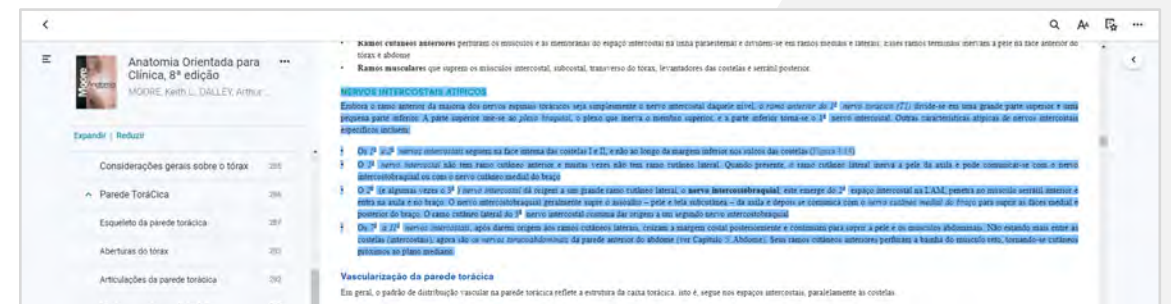 Aa
Anatomia Orientada para
Clínica, 8ª edição
MOORE, Keith L., DALLEY, Arthur ...
Expandir | Reduzir
Considerações gerais sobre o tórax 285
Parede ToráCica 286
Esqueleto da parede torácica 287
Aberturas do tórax
Articulações da parede torácica
Moore
Anatomia
• Ramos cutâneos anteriores perfuram os músculos e as membranas do espaço intercostal na linha paraesternal e dividem-se em ramos mediais e laterais. Esses ramos terminais inervam a pele na face anterior do
tórax e abdome
• Ramos musculares que suprem os músculos intercostal, subcostal, transverso do tórax, levantadores das costelas e serrátil posterior.
NERVOS INTERCOSTAIS ATÍPICOS
Embora o ramo anterior da maioria dos nervos espinais torácicos seja simplesmente o nervo intercostal daquele nível, o ramo anterior do 1º nervo torácico (T1) divide-se em uma grande parte superior e uma
pequena parte inferior. A parte superior une-se ao plexo braquial, o plexo que inerva o membro superior, e a parte inferior torna-se o 1º nervo intercostal. Outras características atípicas de nervos intercostais
específicos incluem:
Os 1º e 2º nervos intercostais seguem na face interna das costelas I e II, e não ao longo da margem inferior nos sulcos das costelas
O 1º nervo intercostal não tem ramo cutâneo anterior e muitas vezes não tem ramo cutâneo lateral. Quando presente, o ramo cutâneo lateral inerva a pele da axila e pode comunicar-se com o nervo
intercostobraquial ou com o nervo cutâneo medial do braço
O 2º (e algumas vezes o 3º) nervo intercostal dá origem a um grande ramo cutâneo lateral, o nervo intercostobraquial; este emerge do 2º espaço intercostal na LAM, penetra no músculo serrátil anterior e
entra na axila e no braço. O nervo intercostobraquial geralmente supre o assoalho – pele e tela subcutânea – da axila e depois se comunica com o nervo cutâneo medial do braço para suprir as faces medial e
posterior do braço. O ramo cutâneo lateral do 3º nervo intercostal costuma dar origem a um segundo nervo intercostobraquial
Os 7º a 11º nervos intercostais, após darem origem aos ramos cutâneos laterais, cruzam a margem costal posteriormente e continuam para suprir a pele e os músculos abdominais. Não estando mais entre as
costelas (intercostais), agora são os nervos toracoabdominais da parede anterior do abdome (ver Capítulo 5, Abdome). Seus ramos cutâneos anteriores perfuram a bainha do músculo reto, tornando-se cutâneos
próximos ao plano mediano.
Vascularização da parede torácica
Em geral, o padrão de distribuição vascular na parede torácica reflete a estrutura da caixa torácica, isto é, segue nos espaços intercostais, paralelamente às costelas.